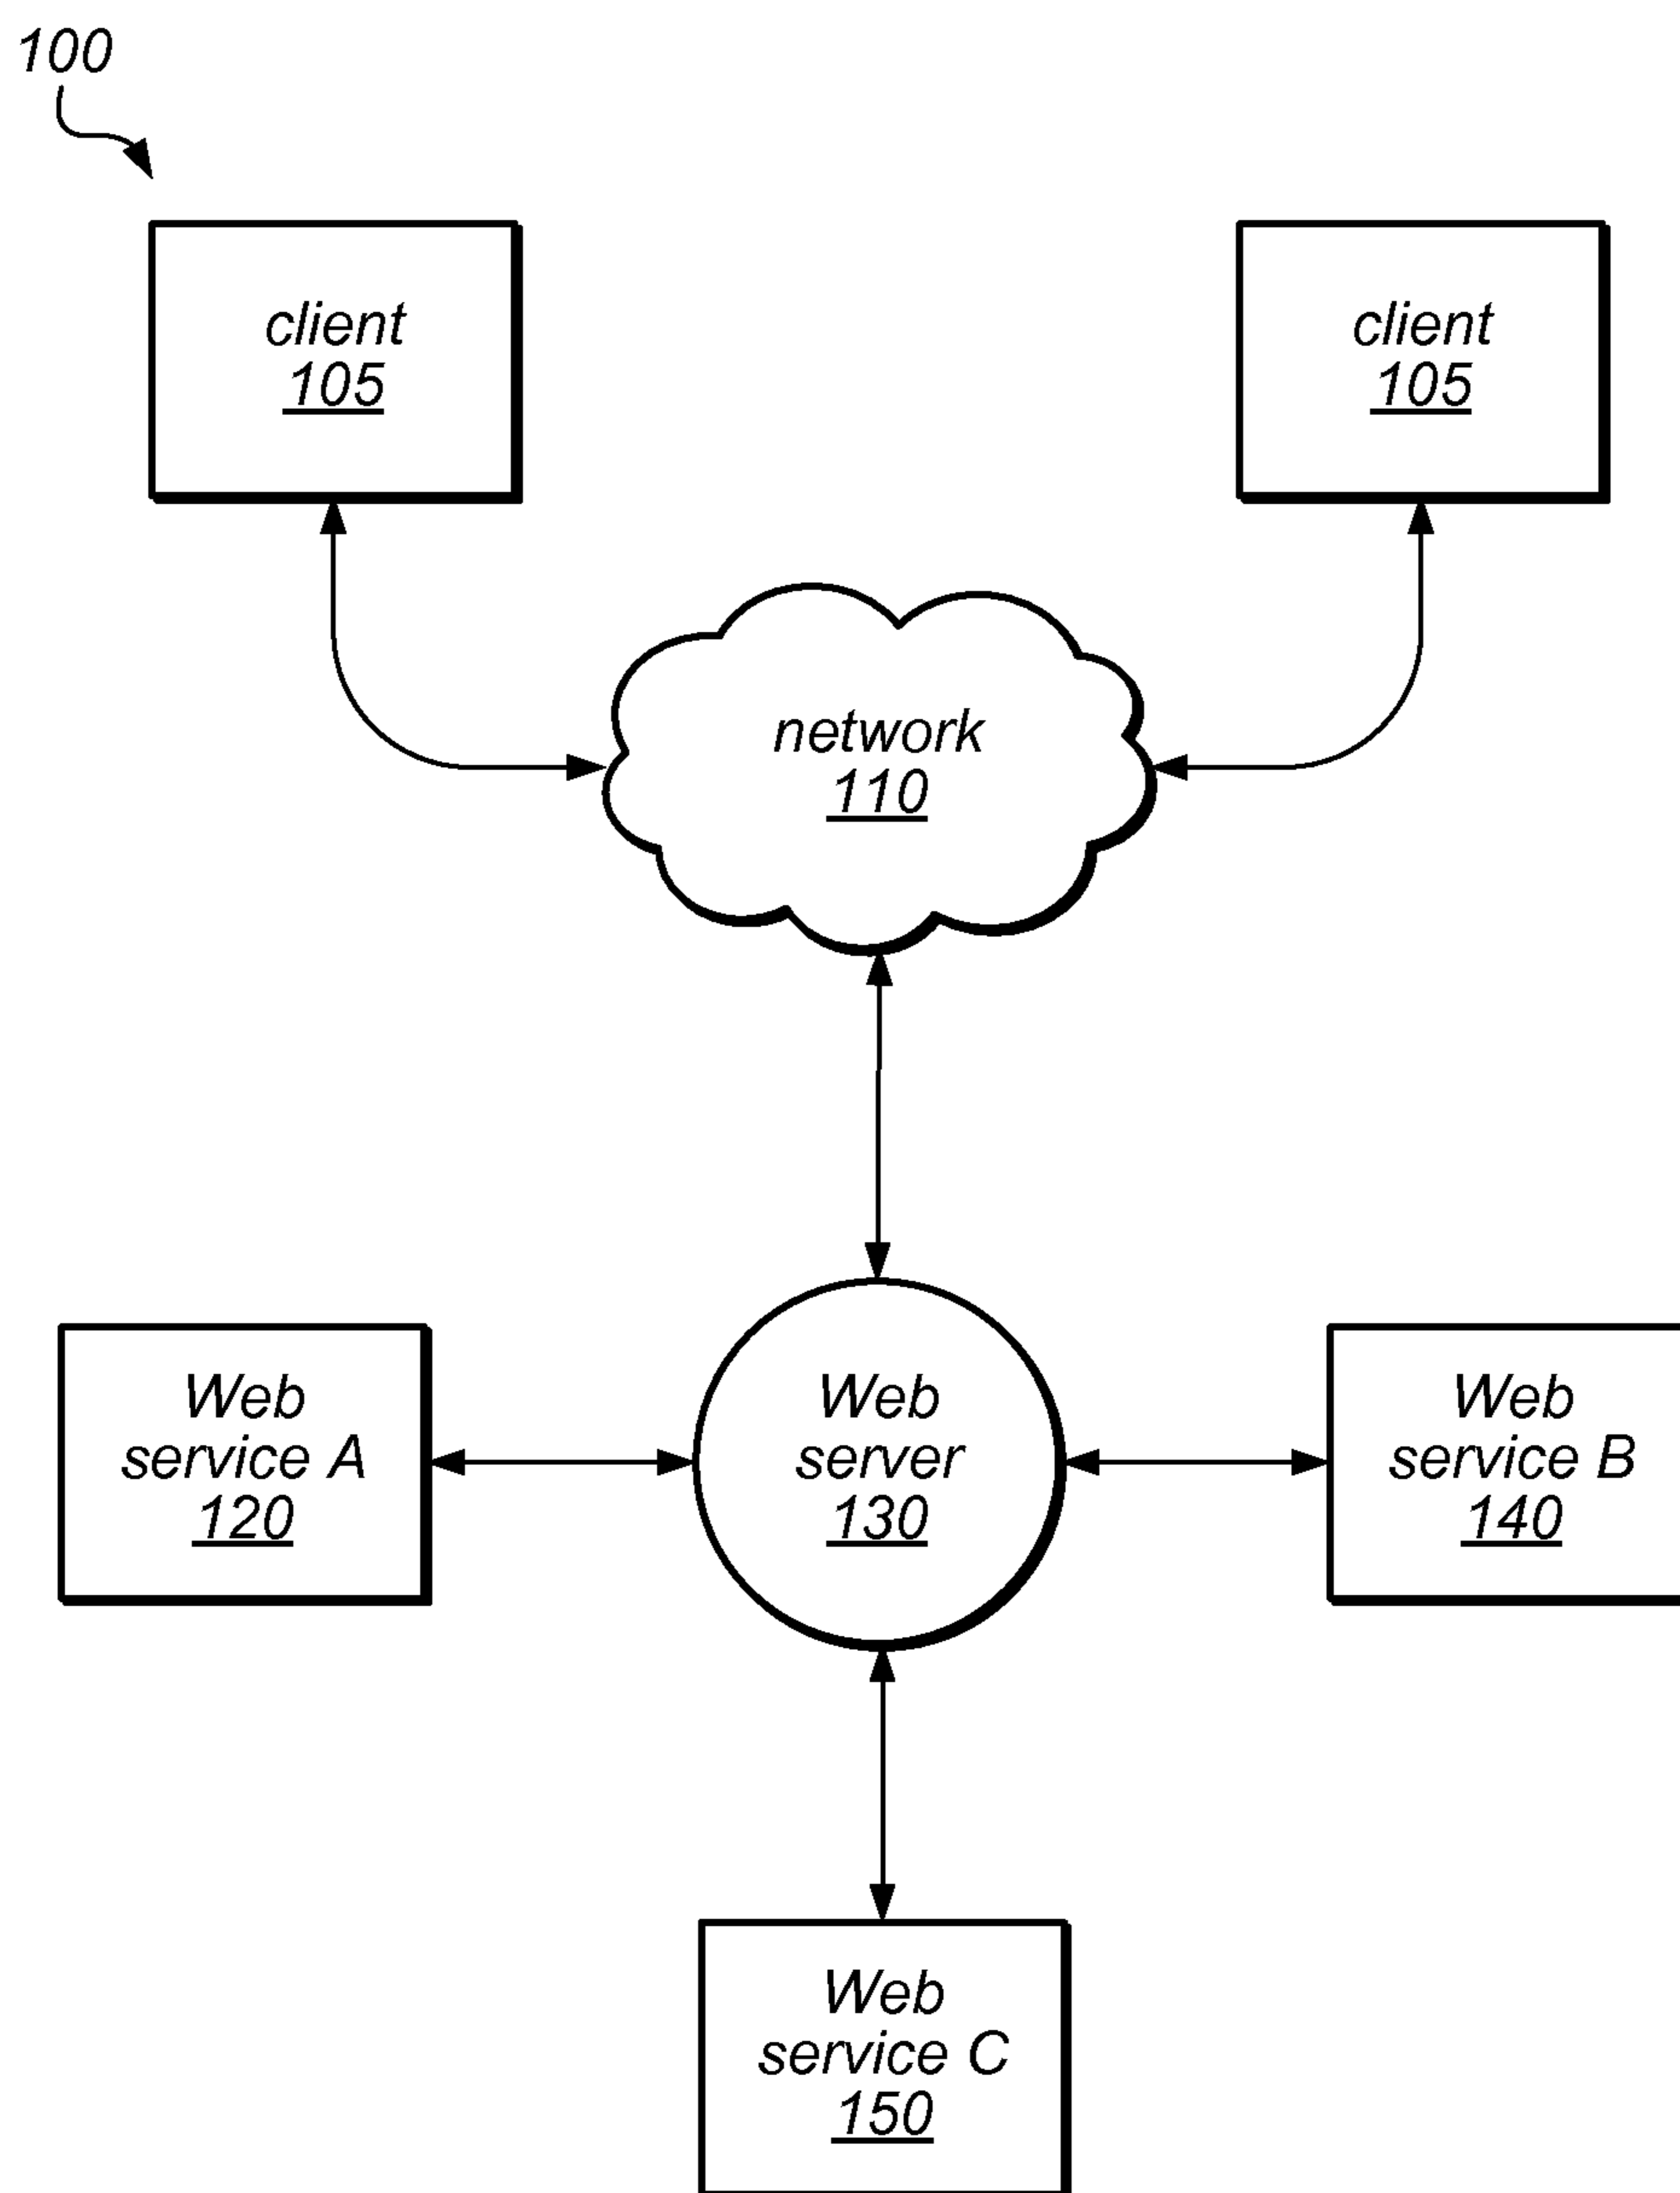 100
client
105
client
105
network
110
Web
service A
120
Web
server
130
Web
service B
140
Web
service C
150